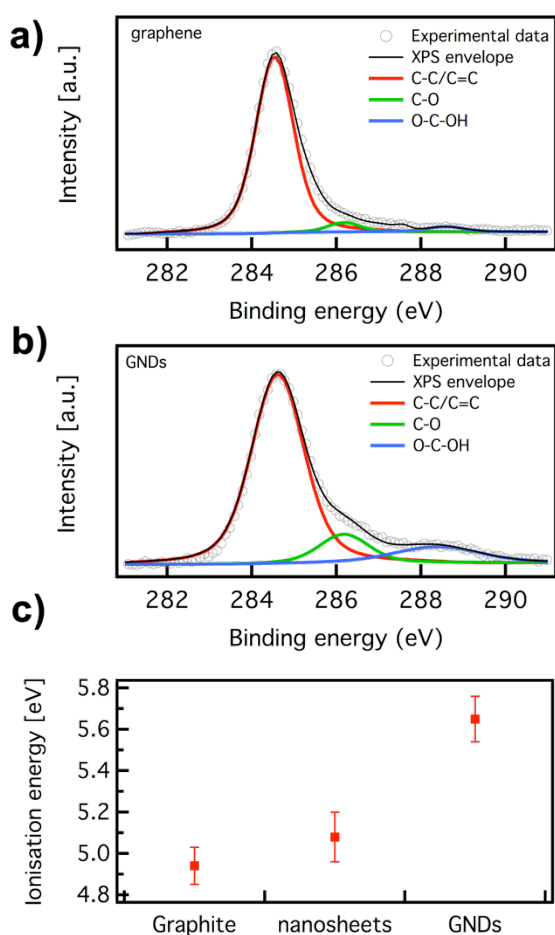 a)
graphene
Experimental data
XPS envelope
C-C/C=C
C-O
O-C-OH
Intensity [a.u.]
282 284 286 288 290
Binding energy (eV)
b)
GNDs
Experimental data
XPS envelope
C-C/C=C
C-O
O-C-OH
Intensity [a.u.]
282 284 286 288 290
Binding energy (eV)
c)
Ionisation energy [eV]
5.8
5.6
5.4
5.2
5.0
4.8
Graphite nanosheets GNDs